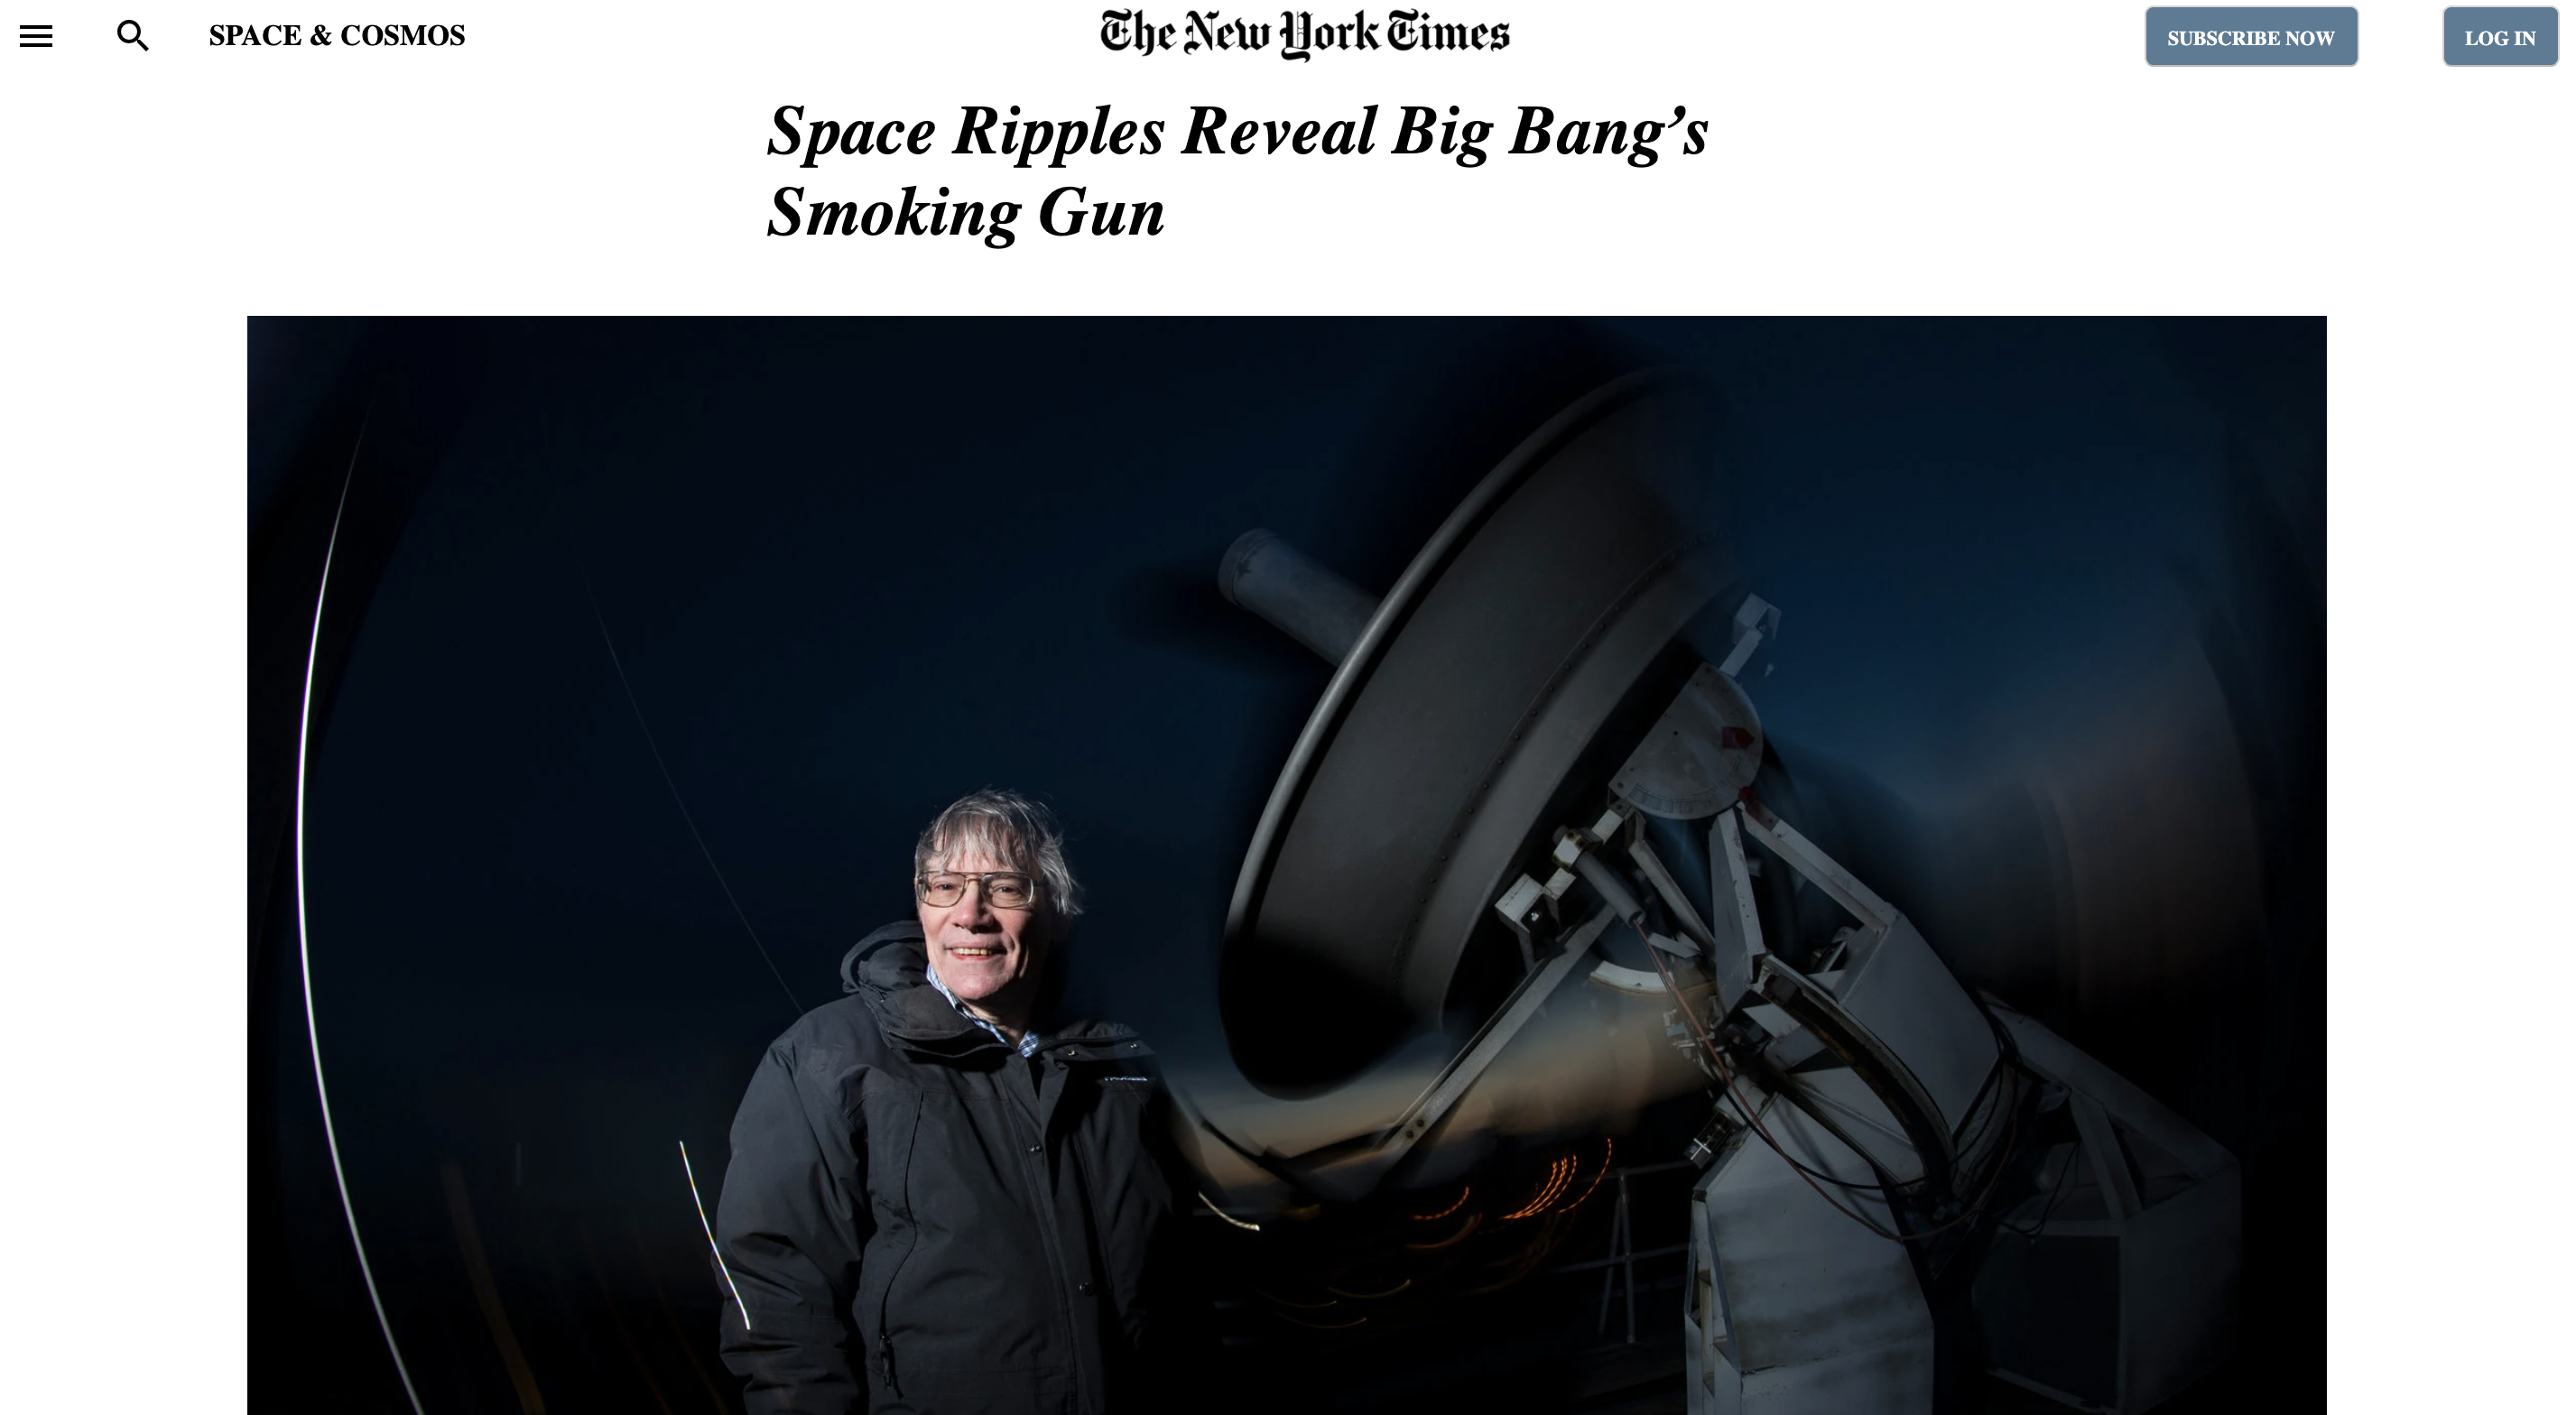 SPACE & COSMOS
The New York Times
SUBSCRIBE NOW
LOG IN
Space Ripples Reveal Big Bang’s
Smoking Gun